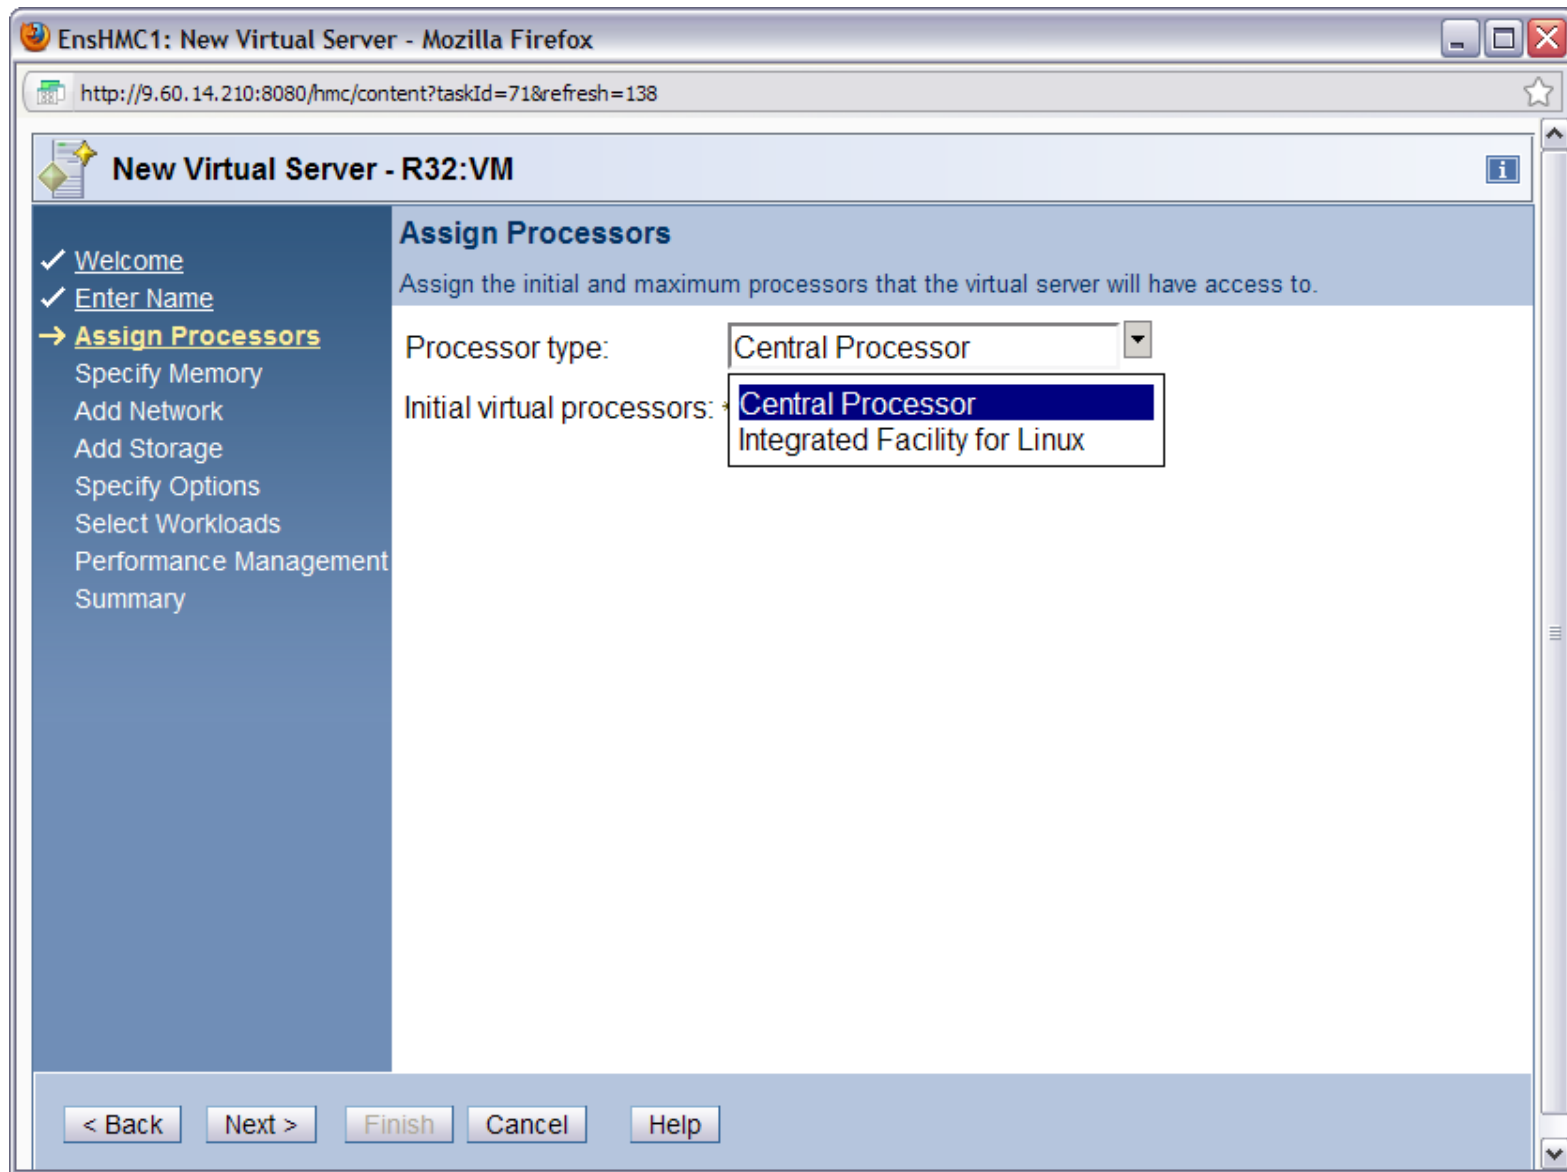 EnsHMC1: New Virtual Server - Mozilla Firefox
http://9.60.14.210:8080/hmc/content?taskId=71&refresh=138
New Virtual Server - R32:VM
i
Welcome
Enter Name
Assign Processors
Specify Memory
Add Network
Add Storage
Specify Options
Select Workloads
Performance Management
Summary
Assign Processors
Assign the initial and maximum processors that the virtual server will have access to.
Processor type:
Central Processor
Initial virtual processors:
Central Processor
Integrated Facility for Linux
< Back
Next >
Finish
Cancel
Help